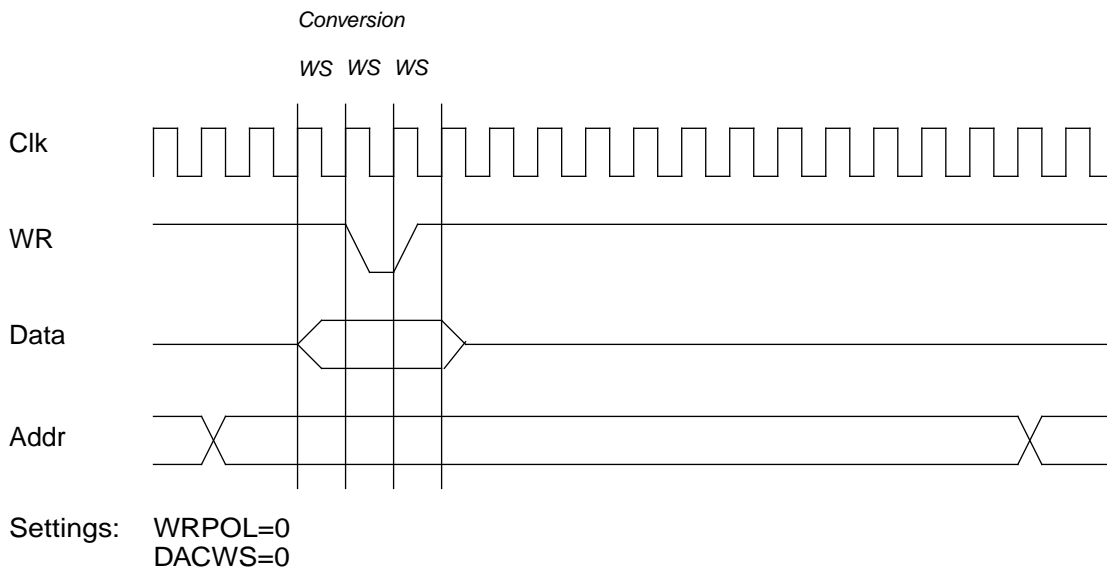 Conversion
WS WS WS
Clk
WR
Data
Addr
Settings: WRPOL=0
DACWS=0